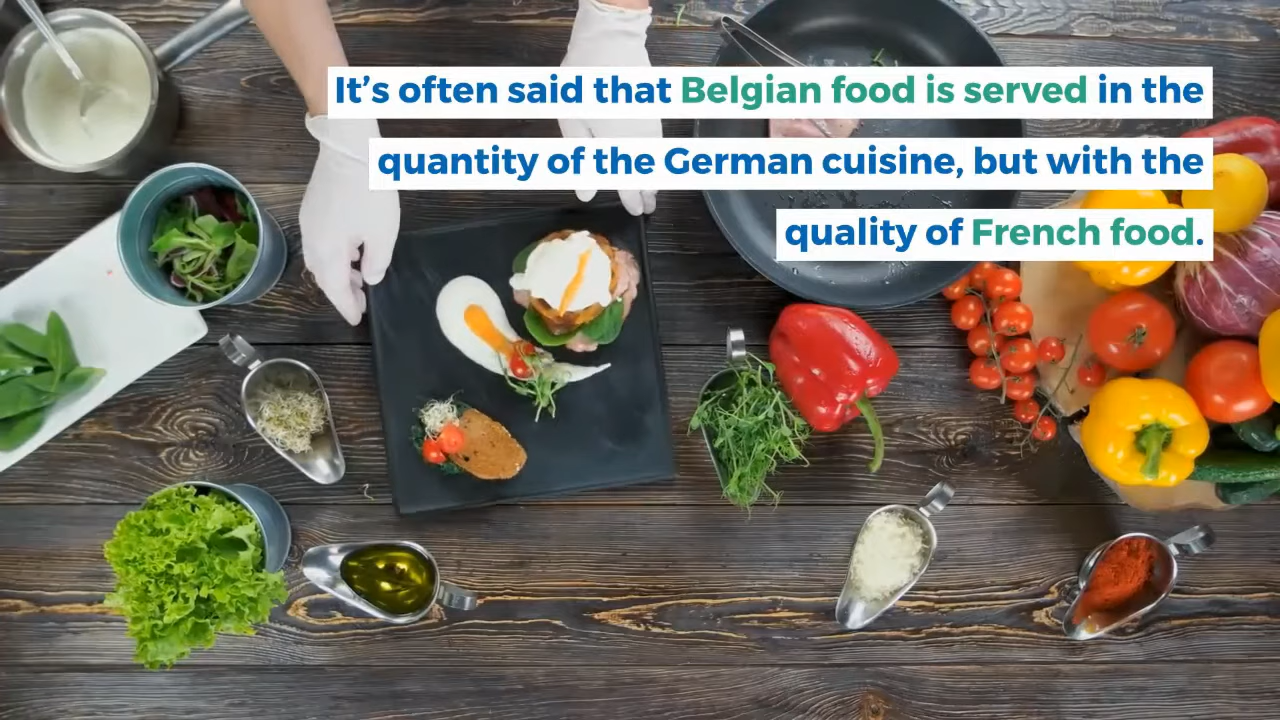 It’s often said that Belgian food is served in the
quantity of the German cuisine, but with the
quality of French food.